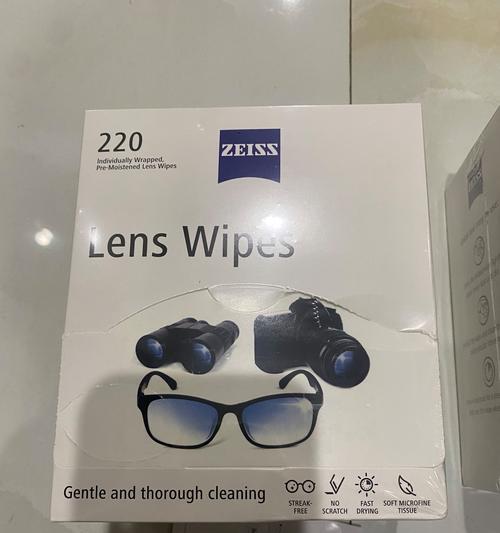 220
Individually Wrapped,
Pre-Moistened Lens Wipes
ZEISS
Lens Wipes
Gentle and thorough cleaning
STREAK-
FREE
NO
SCRATCH
FAST
DRYING
SOFT MICROFINE
TISSUE